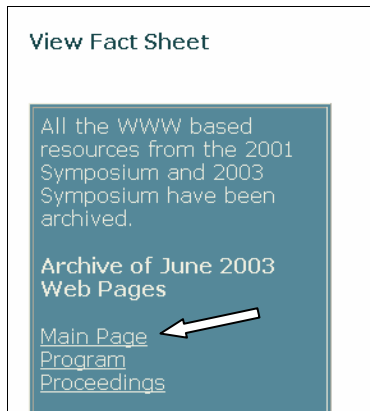 View Fact Sheet
All the WWW based
resources from the 2001
Symposium and 2003
Symposium have been
archived.
Archive of June 2003
Web Pages
Main Page
Program
Proceedings